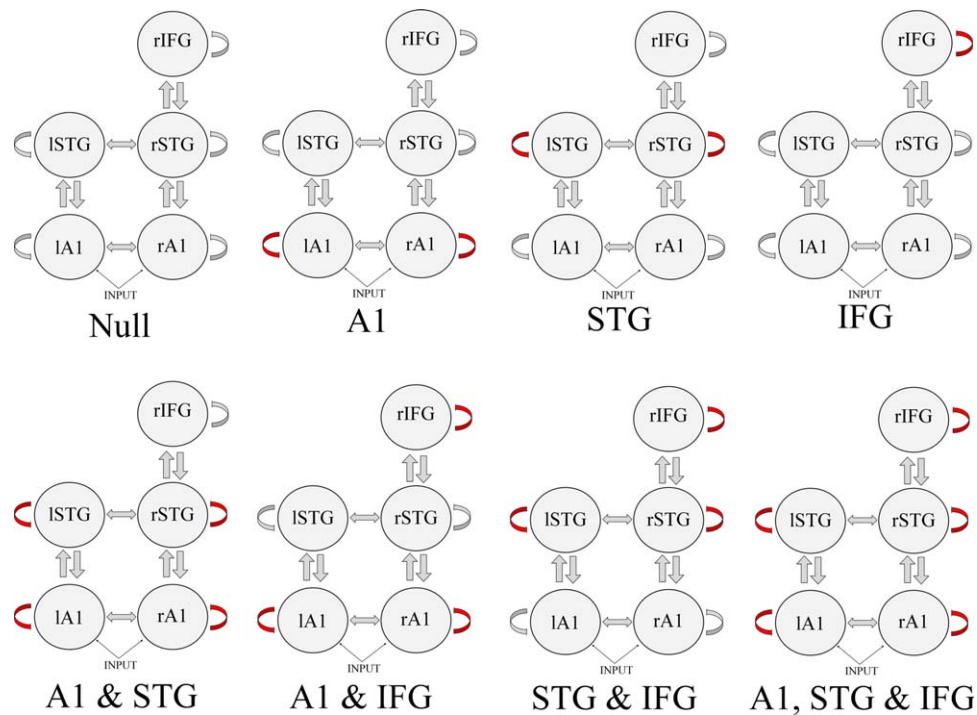 rIFG rIFG rIFG rIFG
lSTG rSTG lSTG rSTG lSTG rSTG lSTG rSTG
lA1 rA1 lA1 rA1 lA1 rA1 lA1 rA1
INPUT INPUT INPUT INPUT
Null A1 STG IFG
rIFG rIFG rIFG rIFG
lSTG rSTG lSTG rSTG lSTG rSTG lSTG rSTG
lA1 rA1 lA1 rA1 lA1 rA1 lA1 rA1
INPUT INPUT INPUT INPUT
A1 & STG A1 & IFG STG & IFG A1, STG & IFG